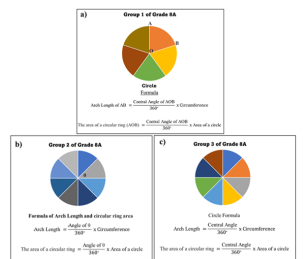 a)
Group 1 of Grade 8A
A
B
O
Circle
Formula
Arch Length of AB = Central Angle of AOB / 360° x Circumference
The area of a circular ring (AOB) = Central Angle of AOB / 360° x Area of a circle
b)
Group 2 of Grade 8A
9
Formula of Arch Length and circular ring area
Arch Length = Angle of 9 / 360° x Circumference
The area of a circular ring = Angle of 9 / 360° x Area of a circle
c)
Group 3 of Grade 8A
Circle Formula
Arch Length = Central Angle / 360° x Circumference
The area of a circular ring = Central Angle / 360° x Area of a circle